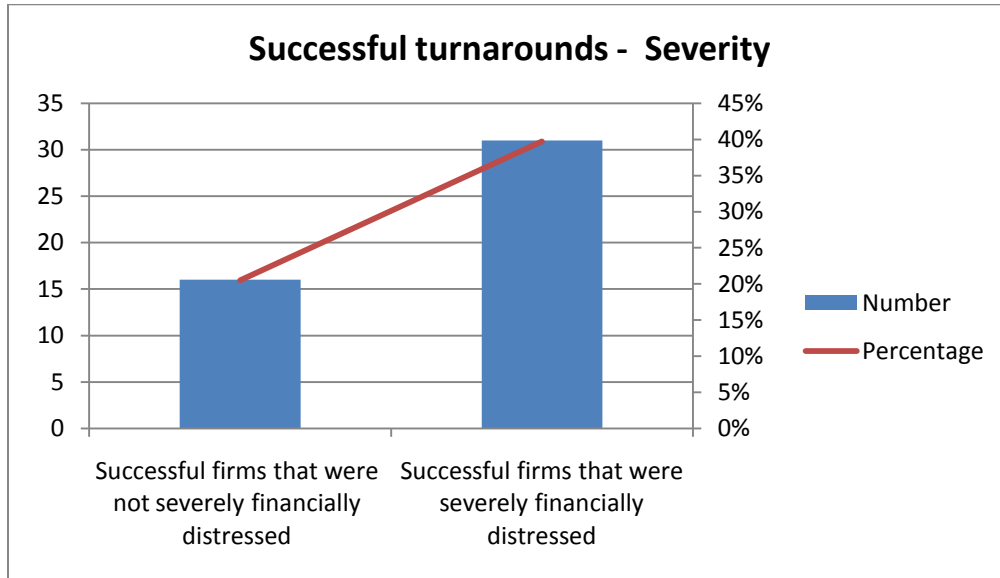 Successful turnarounds -  Severity
35
30
25
20
15
10
5
0
45%
40%
35%
30%
25%
20%
15%
10%
5%
0%
Number
Percentage
Successful firms that were
not severely financially
distressed
Successful firms that were
severely financially
distressed